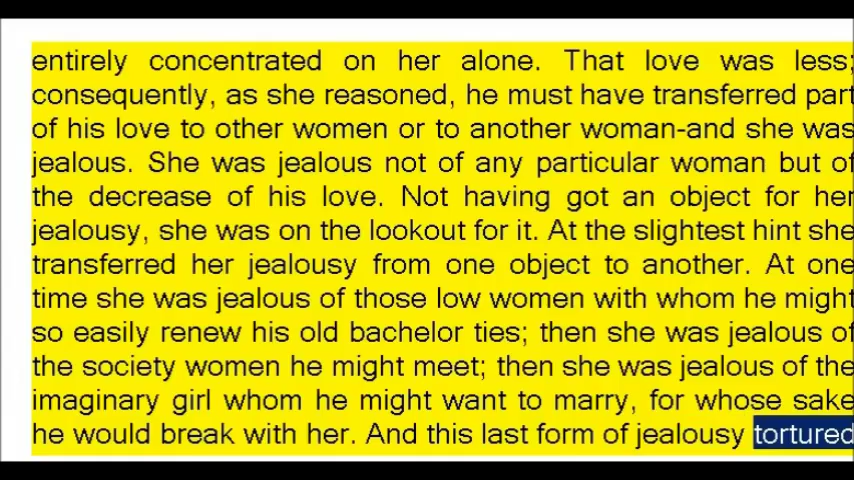 entirely concentrated on her alone. That love was less;
consequently, as she reasoned, he must have transferred part
of his love to other women or to another woman-and she was
jealous. She was jealous not of any particular woman but of
the decrease of his love. Not having got an object for her
jealousy, she was on the lookout for it. At the slightest hint she
transferred her jealousy from one object to another. At one
time she was jealous of those low women with whom he might
so easily renew his old bachelor ties; then she was jealous of
the society women he might meet; then she was jealous of the
imaginary girl whom he might want to marry, for whose sake
he would break with her. And this last form of jealousy tortured